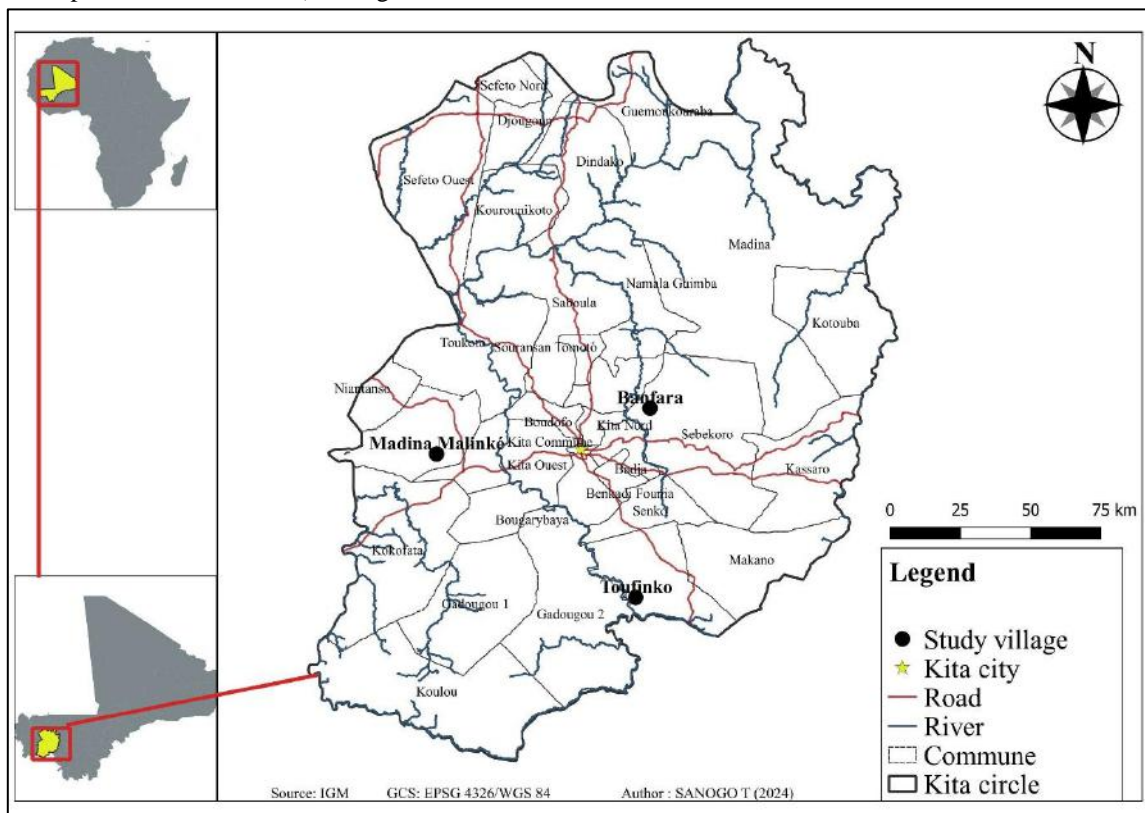 N
Sefeto Nord
Djougoun
Guemoukouraba
Dindako
Sefeto Ouest
Kourounikoto
Madina
Namala Guimba
Saboula
Kotouba
Toukoto
Souransan Tomoto
Niantanso
Banfara
Boudofo
Kita Nord
Sebekoro
Kita Commune
Madina Malinké
Kita Ouest
Badia
Kassaro
Benkadi Founia
Senko
Bougarybaya
Makano
Kokofata
Toufinko
Gadougou 1
Gadougou 2
Koulou
0 25 50 75 km
Legend
Study village
Kita city
Road
River
Commune
Kita circle
Source: IGM GCS: EPSG 4326/WGS 84 Author : SANOGO T (2024)